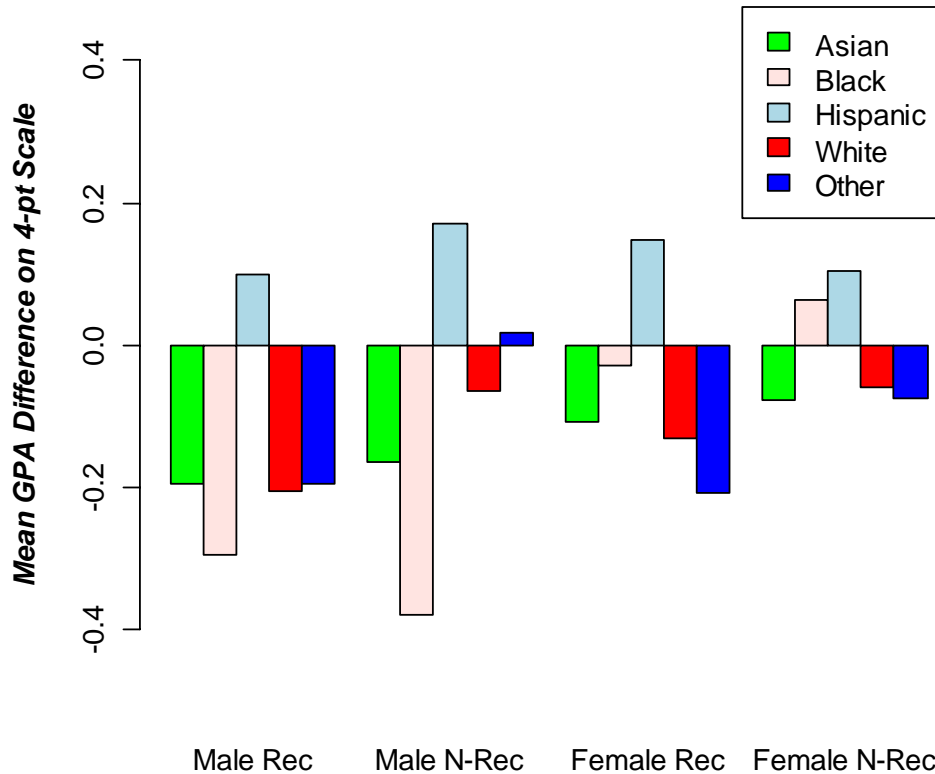 Asian
Black
Hispanic
White
Other
Mean GPA Difference on 4-pt Scale
0.4
0.2
0.0
-0.2
-0.4
Male Rec Male N-Rec Female Rec Female N-Rec